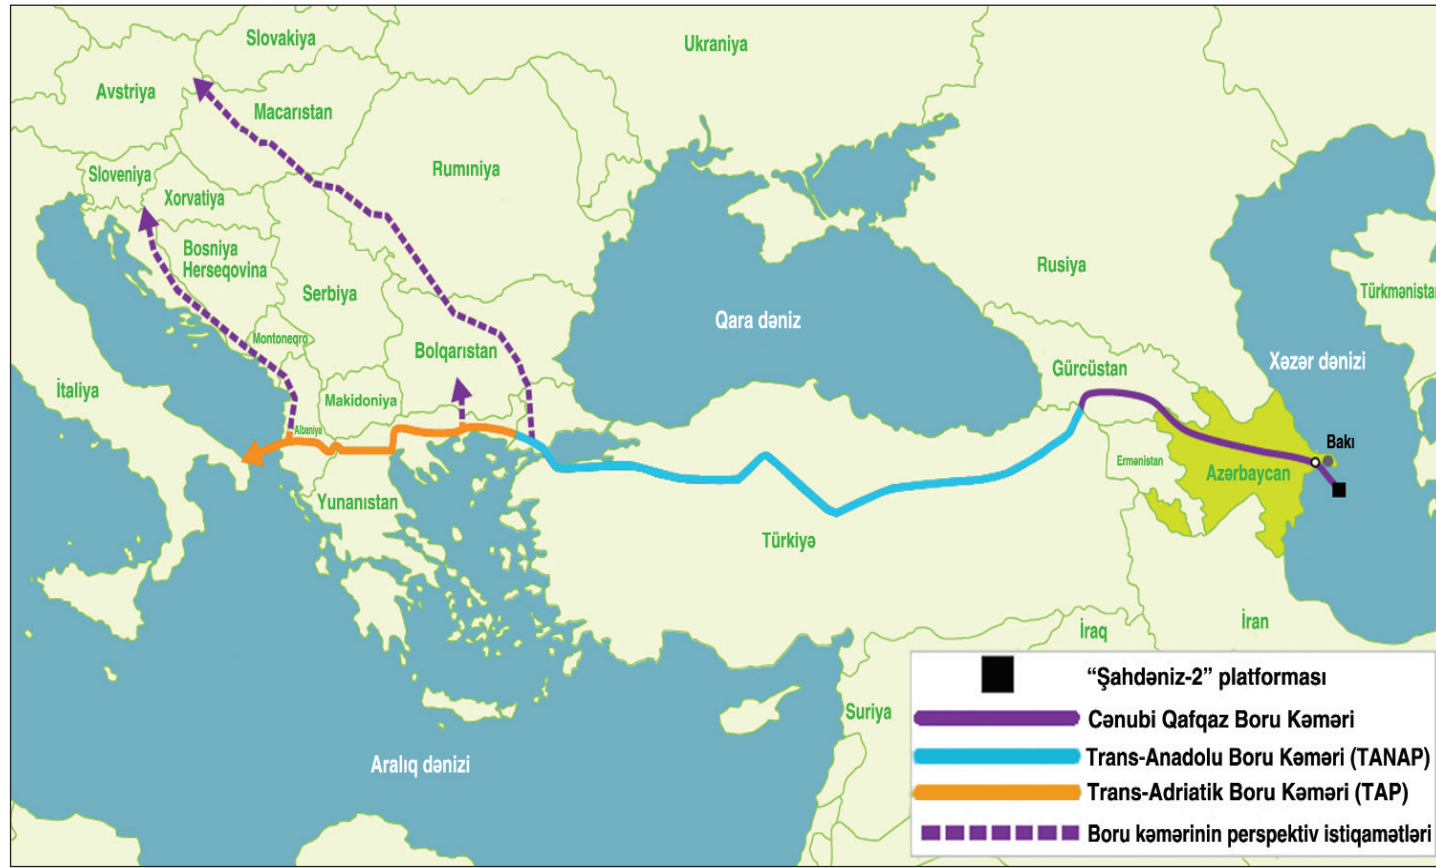 Slovakiya
Ukraniya
Avstriya
Macarıstan
Sloveniya
Rumıniya
Xorvatiya
Bosniya
Herseqovina
Rusiya
Serbiya
Türkmənistan
Qara dəniz
Montoneqro
Bolqarıstan
Xəzər dənizi
Gürcüstan
İtaliya
Makidoniya
Albaniya
Bakı
Ermənistan
Azərbaycan
Yunanıstan
Türkiyə
İraq
İran
Suriya
Aralıq dənizi
“Şahdəniz-2” platforması
Cənubi Qafqaz Boru Kəməri
Trans-Anadolu Boru Kəməri (TANAP)
Trans-Adriatik Boru Kəməri (TAP)
Boru kəmərinin perspektiv istiqamətləri